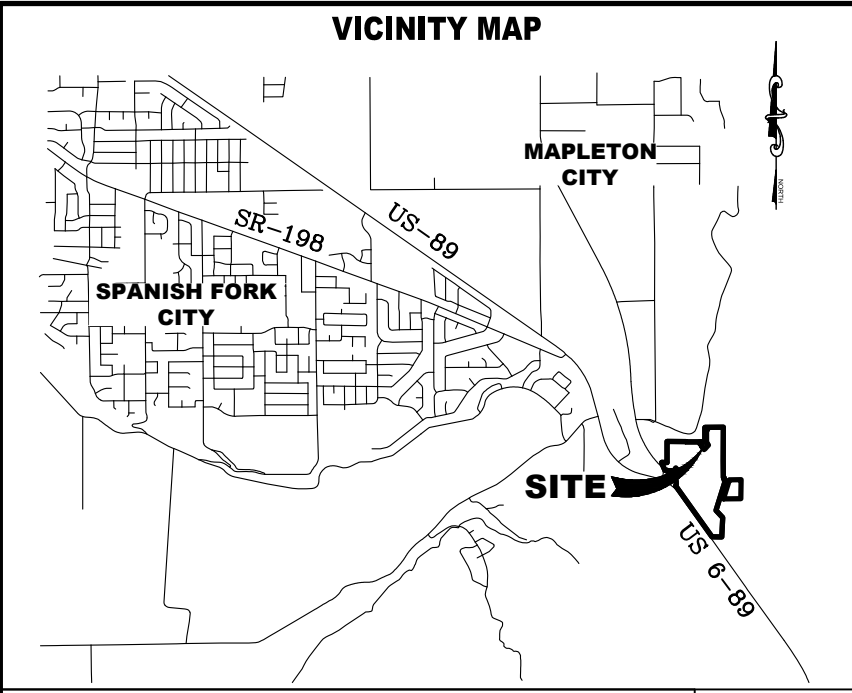 VICINITY MAP
NORTH
MAPLETON
CITY
US-89
SR-198
SPANISH FORK
CITY
SITE
US 6-89